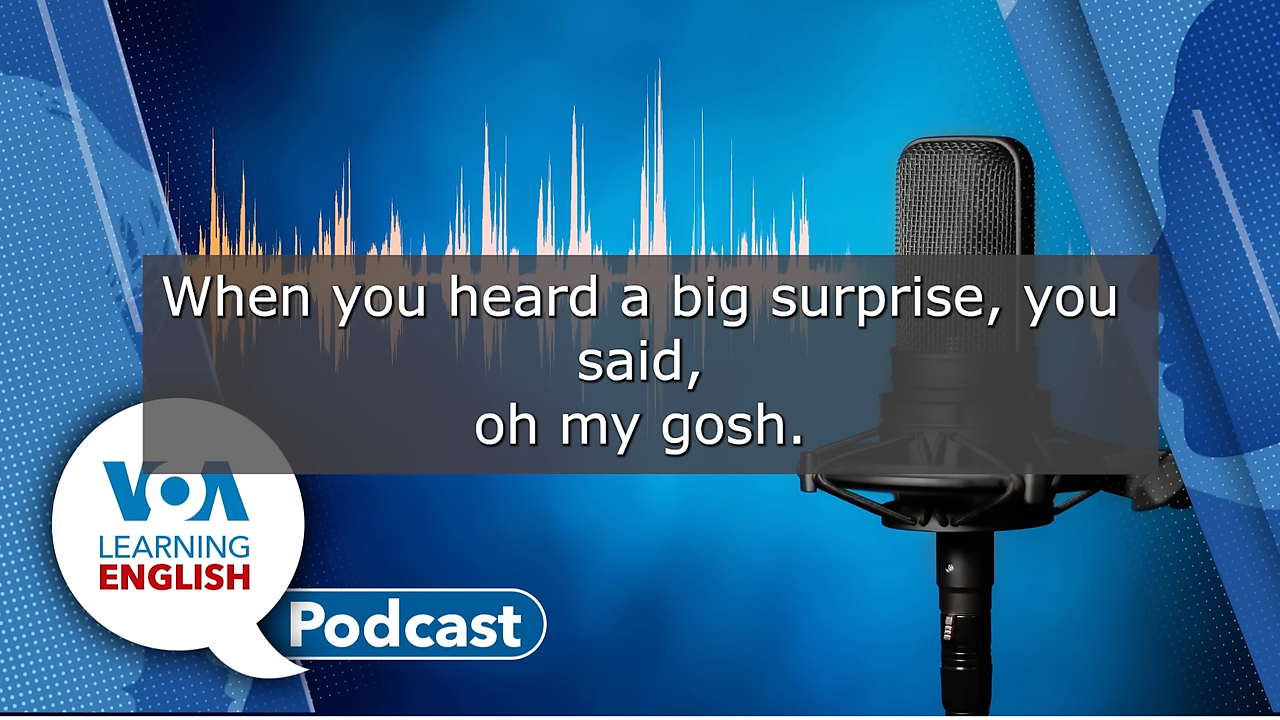 When you heard a big surprise, you
said,
oh my gosh.
VOA
LEARNING
ENGLISH
Podcast